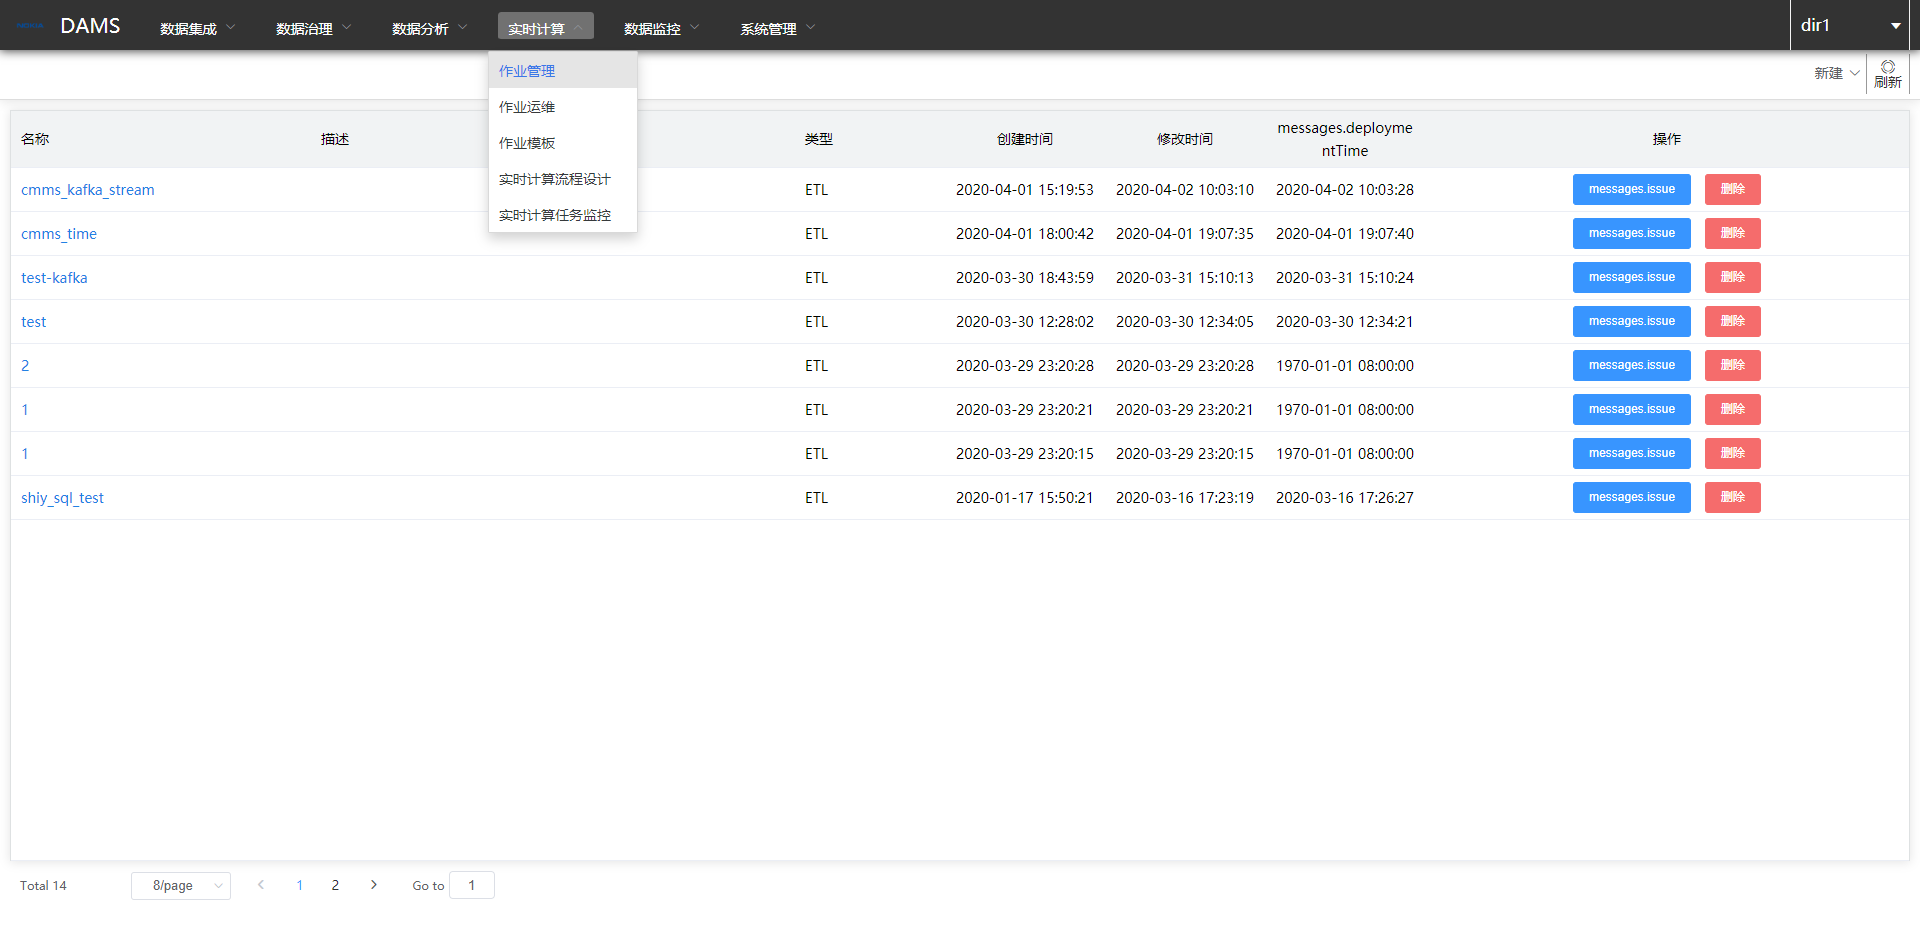 DAMS 数据集成 数据治理 数据分析 实时计算 数据监控 系统管理 dir1
作业管理
作业运维
作业模板
实时计算流程设计
实时计算任务监控
新建 刷新
名称 描述 类型 创建时间 修改时间 messages.deployme
ntTime 操作
cmms_kafka_stream ETL 2020-04-01 15:19:53 2020-04-02 10:03:10 2020-04-02 10:03:28 messages.issue 删除
cmms_time ETL 2020-04-01 18:00:42 2020-04-01 19:07:35 2020-04-01 19:07:40 messages.issue 删除
test-kafka ETL 2020-03-30 18:43:59 2020-03-31 15:10:13 2020-03-31 15:10:24 messages.issue 删除
test ETL 2020-03-30 12:28:02 2020-03-30 12:34:05 2020-03-30 12:34:21 messages.issue 删除
2 ETL 2020-03-29 23:20:28 2020-03-29 23:20:28 1970-01-01 08:00:00 messages.issue 删除
1 ETL 2020-03-29 23:20:21 2020-03-29 23:20:21 1970-01-01 08:00:00 messages.issue 删除
1 ETL 2020-03-29 23:20:15 2020-03-29 23:20:15 1970-01-01 08:00:00 messages.issue 删除
shiy_sql_test ETL 2020-01-17 15:50:21 2020-03-16 17:23:19 2020-03-16 17:26:27 messages.issue 删除
Total 14 8/page 1 2 Go to 1